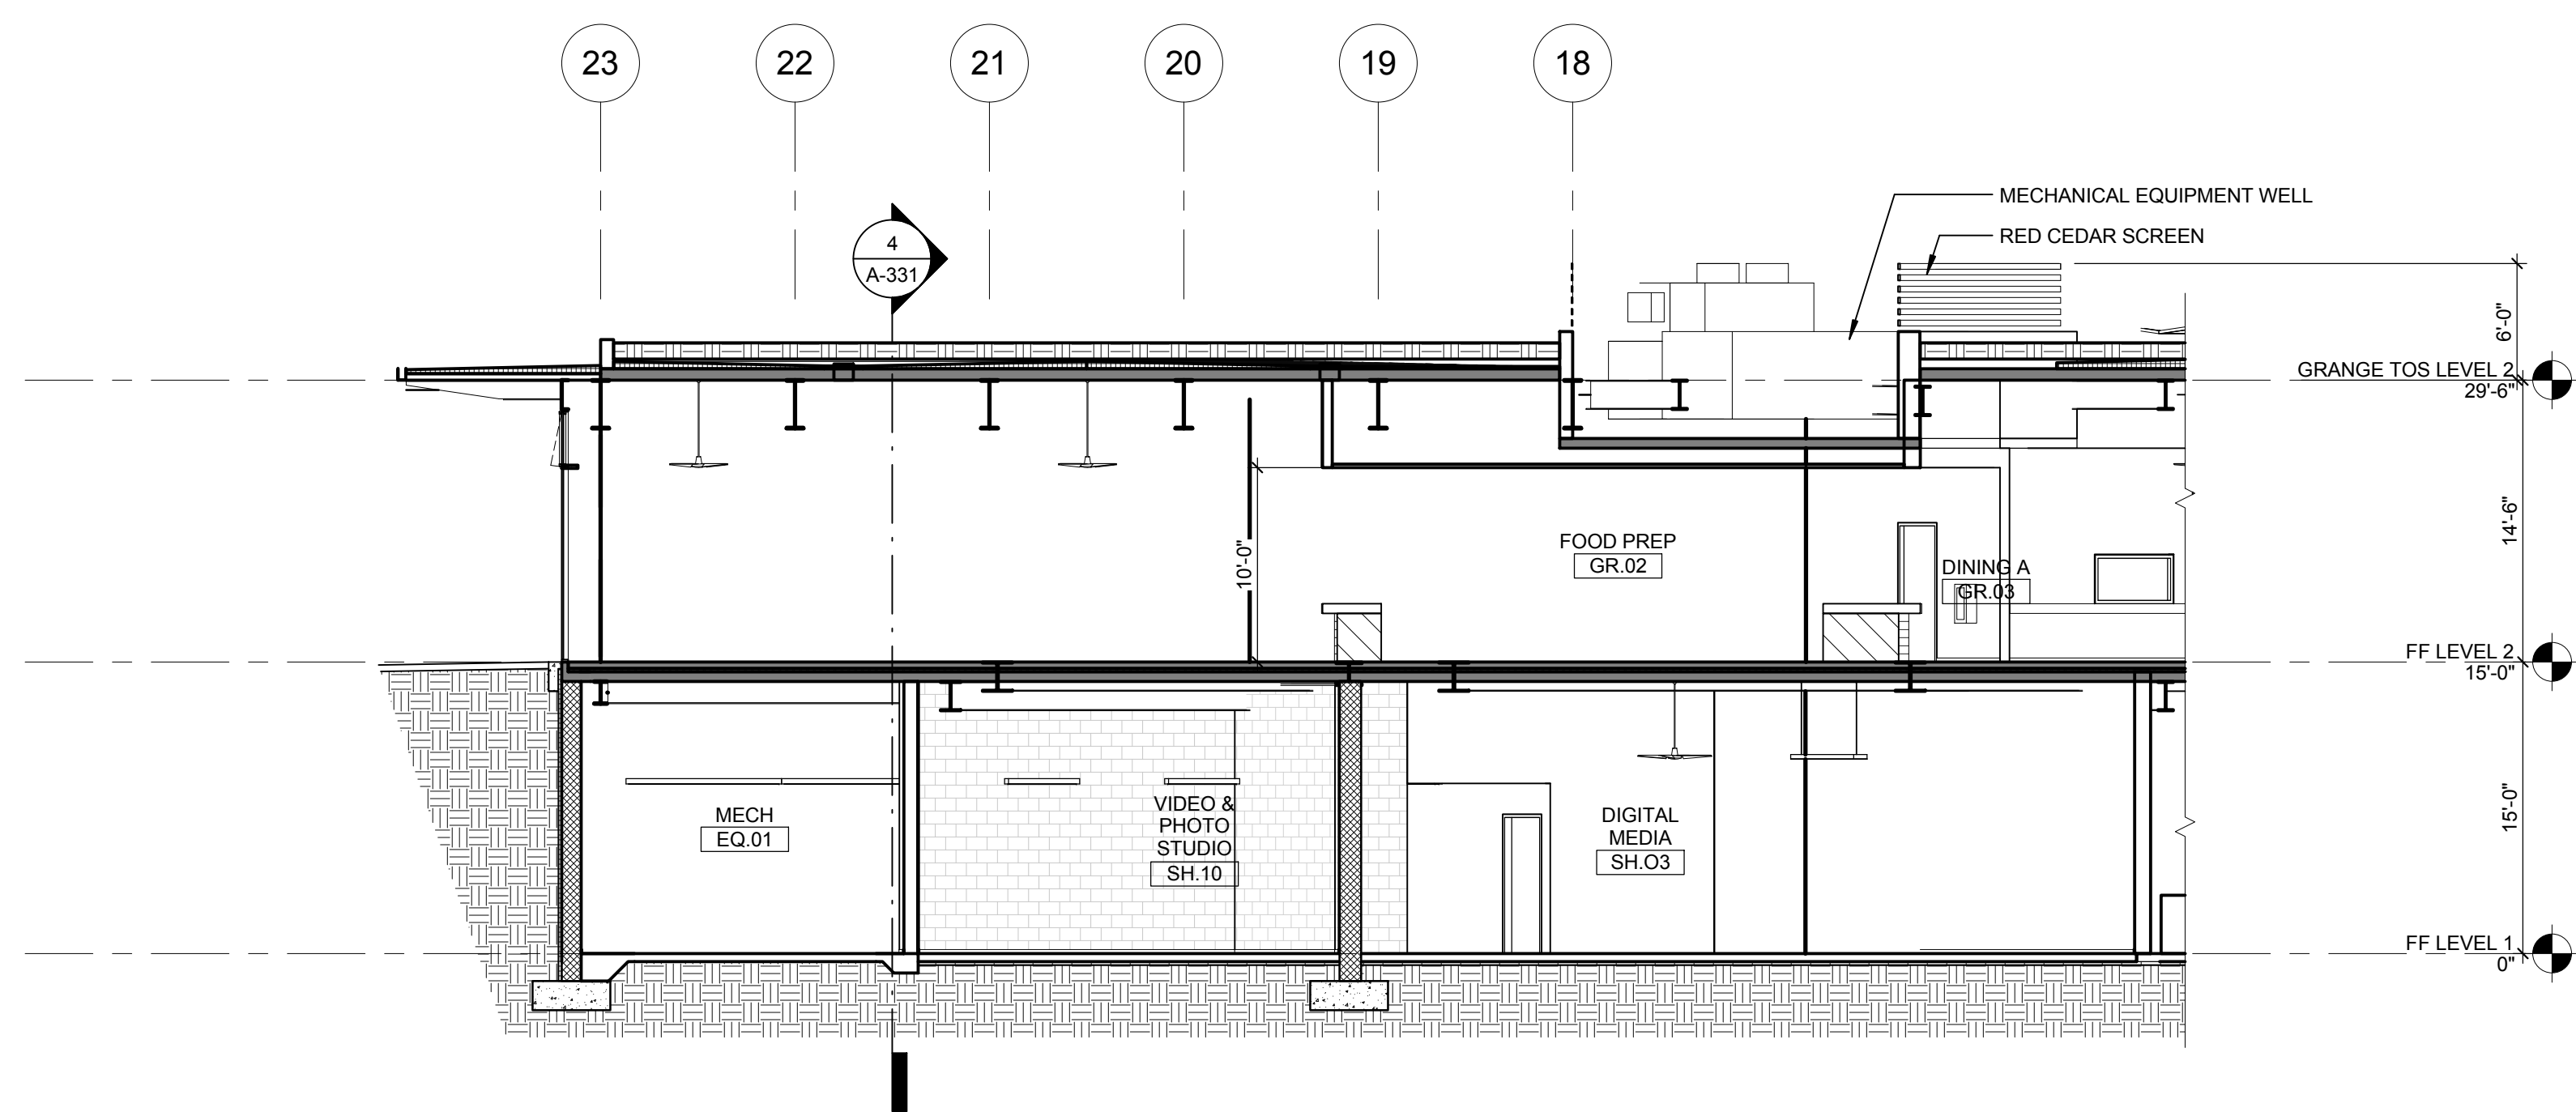 23
22
21
20
19
18
4
A-331
MECHANICAL EQUIPMENT WELL
RED CEDAR SCREEN
6'-0"
GRANGE TOS LEVEL 2
29'-6"
14'-6"
10'-0"
FOOD PREP
GR.02
DINING A
GR.03
FF LEVEL 2
15'-0"
15'-0"
MECH
EQ.01
VIDEO &
PHOTO
STUDIO
SH.10
DIGITAL
MEDIA
SH.O3
FF LEVEL 1
0"